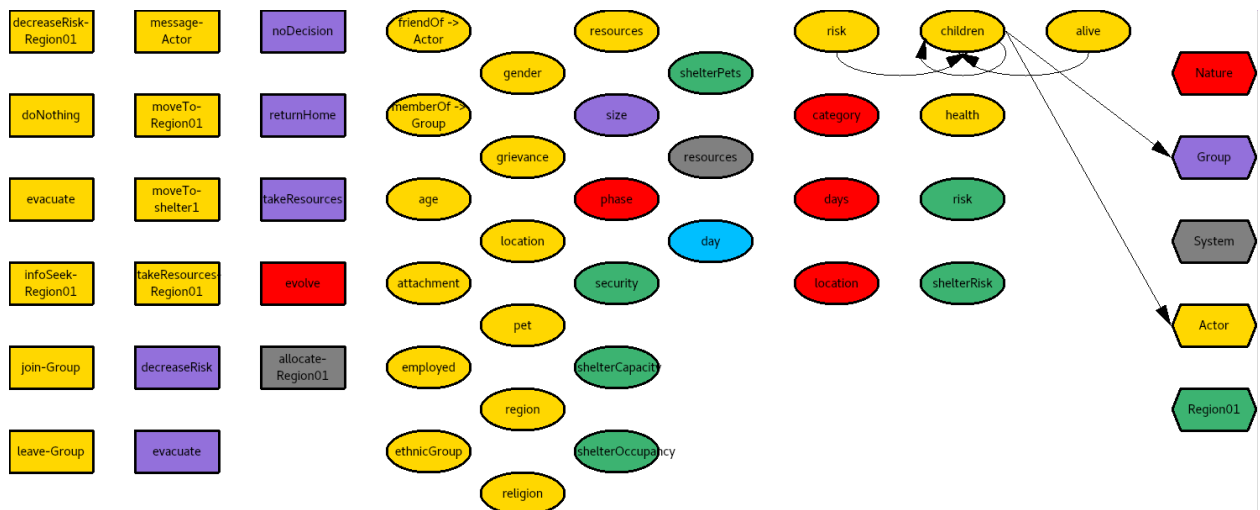 decreaseRisk-
Region01
doNothing
evacuate
infoSeek-
Region01
join-Group
leave-Group
message-
Actor
moveTo-
Region01
moveTo-
shelter1
takeResources-
Region01
decreaseRisk
evacuate
noDecision
returnHome
takeResources
evolve
allocate-
Region01
friendOf ->
Actor
memberOf ->
Group
age
attachment
employed
ethnicGroup
gender
grievance
location
pet
region
religion
resources
size
phase
security
shelterCapacity
shelterOccupancy
shelterPets
resources
day
risk
category
days
location
children
health
risk
shelterRisk
alive
Nature
Group
System
Actor
Region01